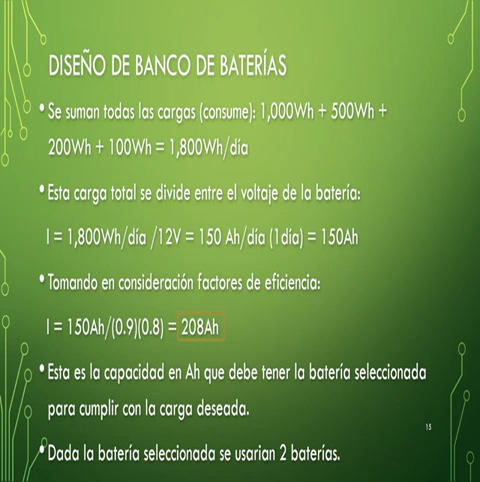 DISEÑO DE BANCO DE BATERÍAS
• Se suman todas las cargas (consume): 1,000Wh + 500Wh +
200Wh + 100Wh = 1,800Wh/día
• Esta carga total se divide entre el voltaje de la batería:
I = 1,800Wh/día /12V = 150 Ah/día (1día) = 150Ah
• Tomando en consideración factores de eficiencia:
I = 150Ah/(0.9)(0.8) = 208Ah
• Esta es la capacidad en Ah que debe tener la batería seleccionada
para cumplir con la carga deseada.
15
• Dada la batería seleccionada se usarian 2 baterías.